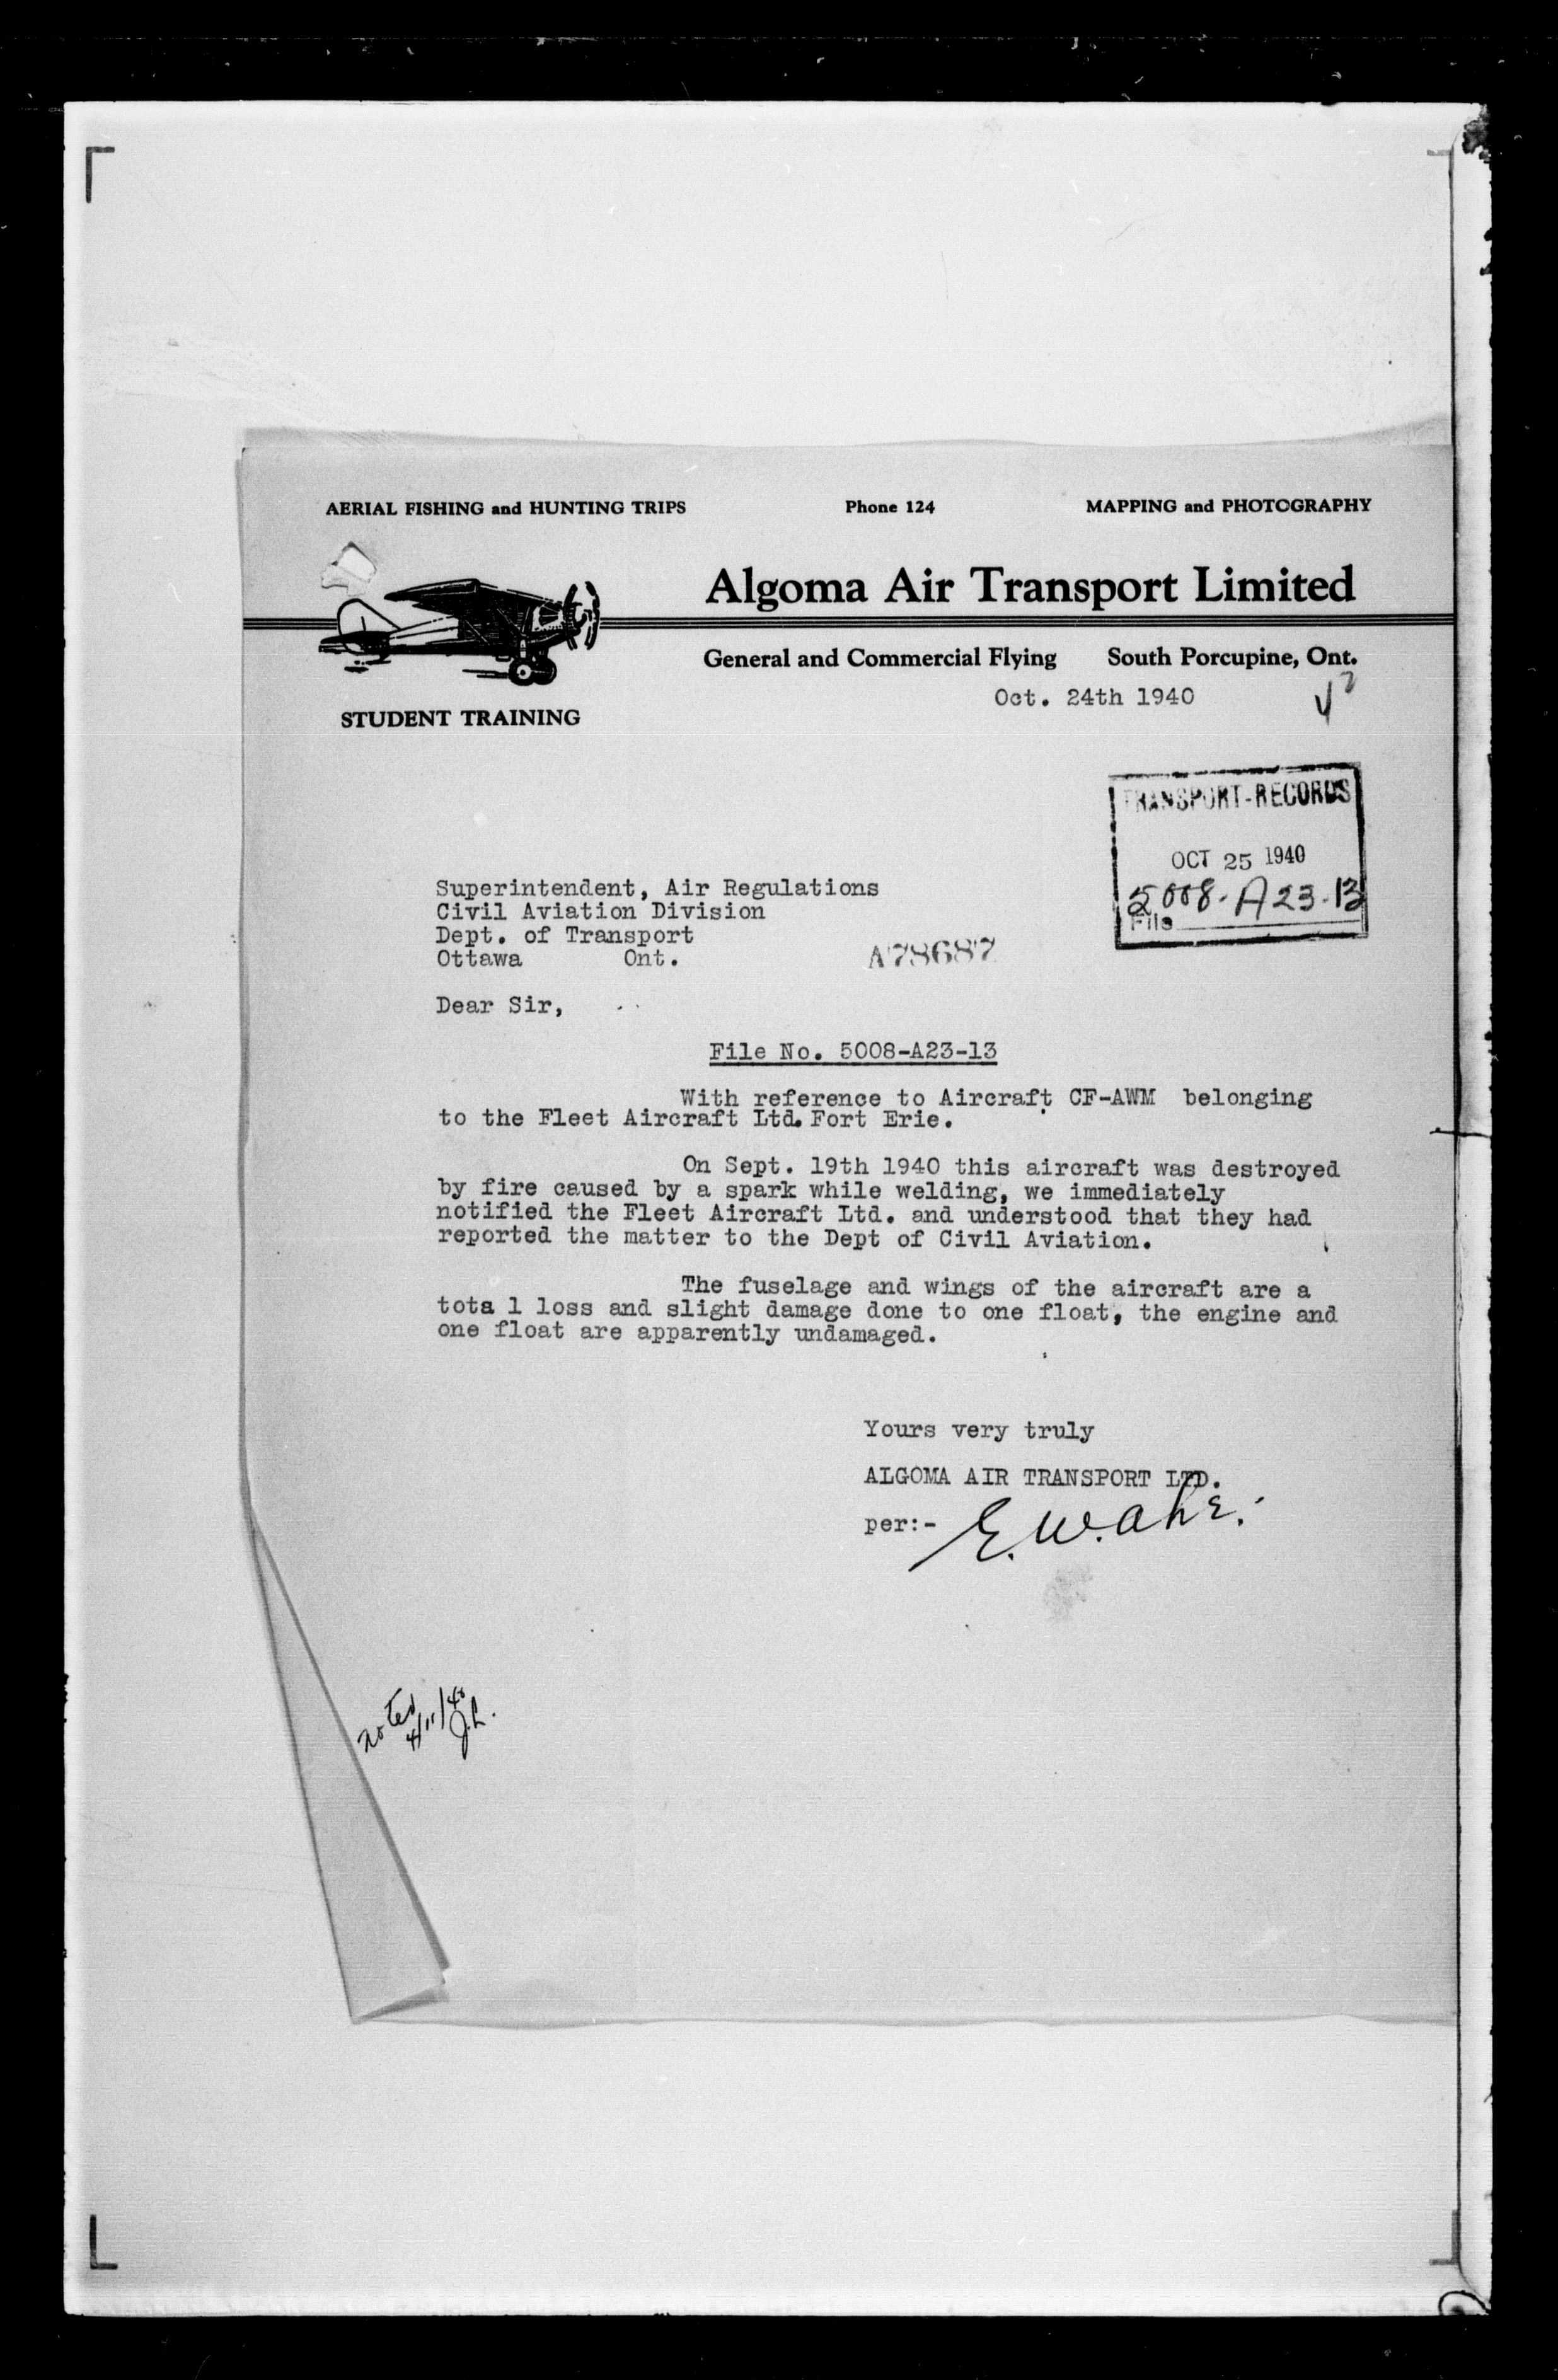 AERIAL FISHING and HUNTING TRIPS Phone 124 MAPPING and PHOTOGRAPHY
Algoma Air Transport Limited
General and Commercial Flying South Porcupine, Ont.
Oct. 24th 1940
STUDENT TRAINING
TRANSPORT-RECORDS
OCT 25 1940
5008-A23-13
File
Superintendent, Air Regulations
Civil Aviation Division
Dept. of Transport
Ottawa Ont.
A78687
Dear Sir,
File No. 5008-A23-13
With reference to Aircraft CF-AWM belonging
to the Fleet Aircraft Ltd. Fort Erie.
On Sept. 19th 1940 this aircraft was destroyed
by fire caused by a spark while welding, we immediately
notified the Fleet Aircraft Ltd. and understood that they had
reported the matter to the Dept of Civil Aviation.
The fuselage and wings of the aircraft are a
tota l loss and slight damage done to one float, the engine and
one float are apparently undamaged.
Yours very truly
ALGOMA AIR TRANSPORT LTD.
per:-
noted
4/11/40